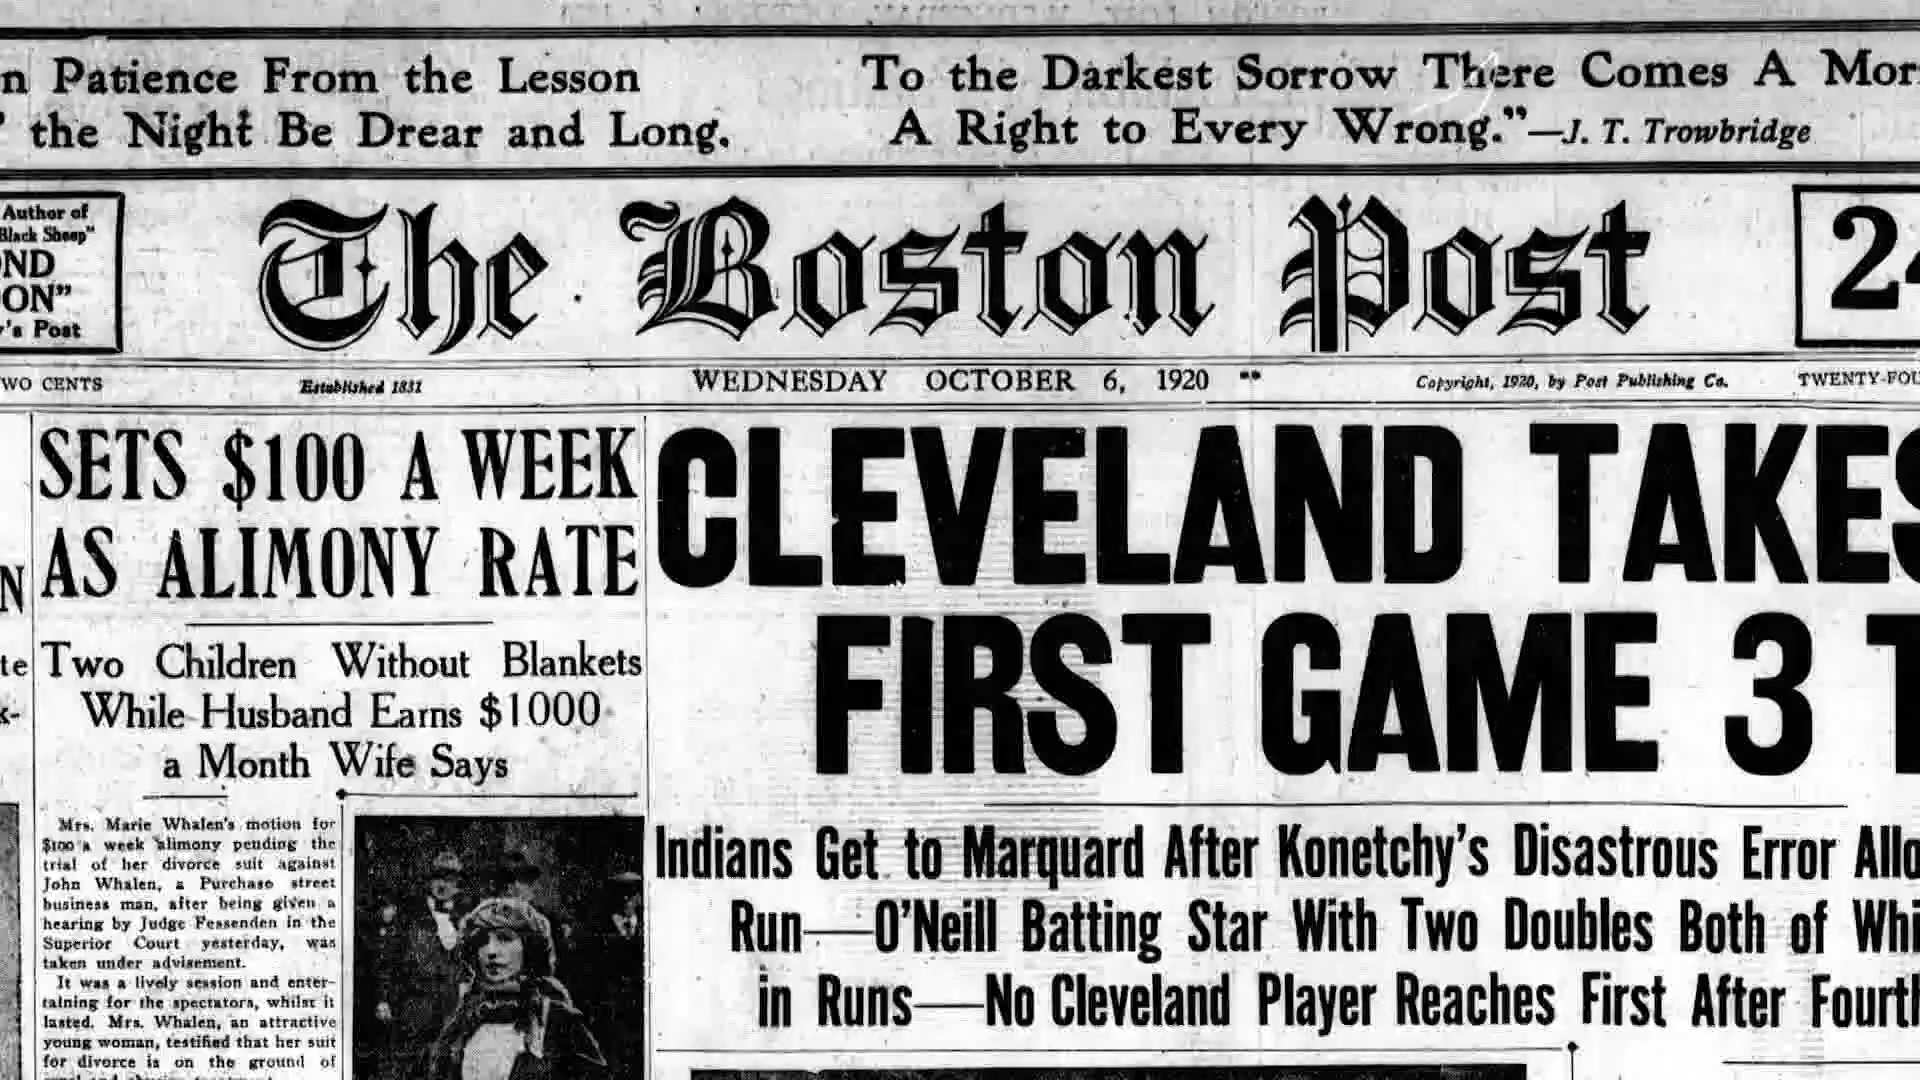 n Patience From the Lesson
' the Night Be Drear and Long.
To the Darkest Sorrow There Comes A Mor
A Right to Every Wrong."—J. T. Trowbridge
Author of
Black Sheep"
ND
ON"
y's Post
The Boston Post
24
WO CENTS
Established 1831
WEDNESDAY OCTOBER 6, 1920 **
Copyright, 1920, by Post Publishing Co.
TWENTY-FOU
SETS $100 A WEEK
AS ALIMONY RATE
Two Children Without Blankets
While Husband Earns $1000
a Month Wife Says
Mrs. Marie Whalen's motion for
$100 a week alimony pending the
trial of her divorce suit against
John Whalen, a Purchase street
business man, after being given a
hearing by Judge Fessenden in the
Superior Court yesterday, was
taken under advisement.
It was a lively session and enter-
taining for the spectators, whilst it
lasted. Mrs. Whalen, an attractive
young woman, testified that her suit
for divorce is on the ground of
CLEVELAND TAKES
FIRST GAME 3 T
Indians Get to Marquard After Konetchy's Disastrous Error Allo
Run—O'Neill Batting Star With Two Doubles Both of Whi
in Runs—No Cleveland Player Reaches First After Fourth
N
te
k-